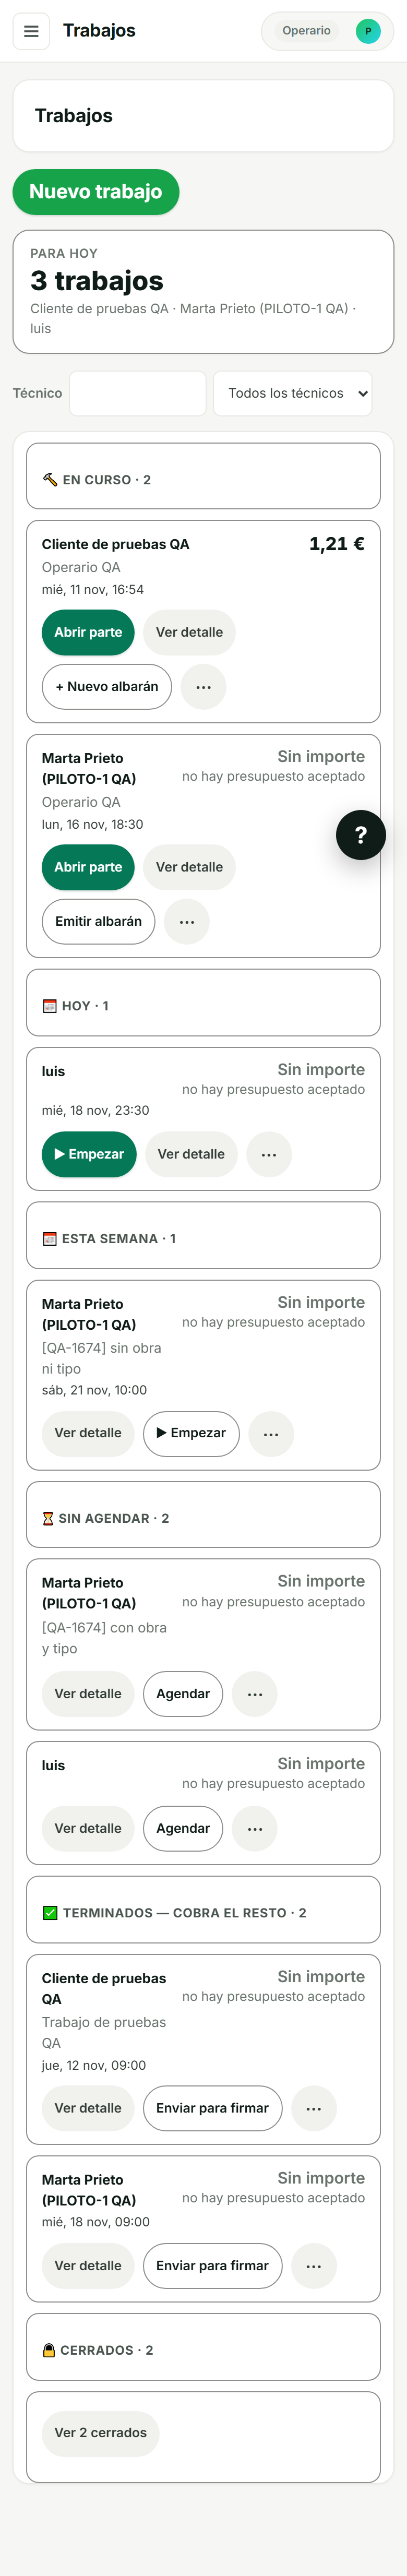 Trabajos
Operario
P
Trabajos
Nuevo trabajo
PARA HOY
3 trabajos
Cliente de pruebas QA · Marta Prieto (PILOTO-1 QA) ·
luis
Técnico
Todos los técnicos
🔨 EN CURSO · 2
Cliente de pruebas QA
1,21 €
Operario QA
mié, 11 nov, 16:54
Abrir parte
Ver detalle
+ Nuevo albarán
···
Marta Prieto
(PILOTO-1 QA)
Sin importe
no hay presupuesto aceptado
Operario QA
lun, 16 nov, 18:30
?
Abrir parte
Ver detalle
Emitir albarán
···
📅 HOY · 1
luis
Sin importe
no hay presupuesto aceptado
mié, 18 nov, 23:30
▶ Empezar
Ver detalle
···
📅 ESTA SEMANA · 1
Marta Prieto
(PILOTO-1 QA)
Sin importe
no hay presupuesto aceptado
[QA-1674] sin obra
ni tipo
sáb, 21 nov, 10:00
Ver detalle
▶ Empezar
···
⏳ SIN AGENDAR · 2
Marta Prieto
(PILOTO-1 QA)
Sin importe
no hay presupuesto aceptado
[QA-1674] con obra
y tipo
Ver detalle
Agendar
···
luis
Sin importe
no hay presupuesto aceptado
Ver detalle
Agendar
···
✅ TERMINADOS — COBRA EL RESTO · 2
Cliente de pruebas
QA
Sin importe
no hay presupuesto aceptado
Trabajo de pruebas
QA
jue, 12 nov, 09:00
Ver detalle
Enviar para firmar
···
Marta Prieto
(PILOTO-1 QA)
Sin importe
no hay presupuesto aceptado
mié, 18 nov, 09:00
Ver detalle
Enviar para firmar
···
🔒 CERRADOS · 2
Ver 2 cerrados